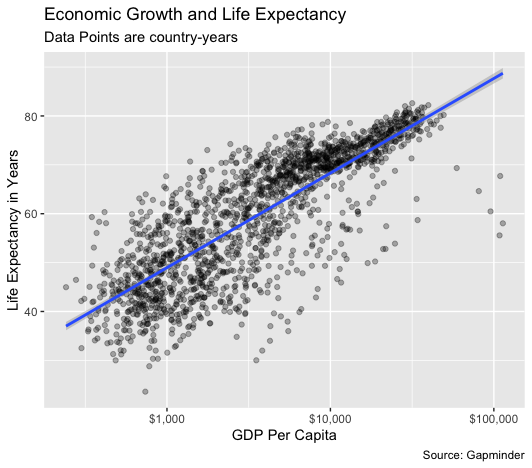 Economic Growth and Life Expectancy
Data Points are country-years
Life Expectancy in Years
80
60
40
$1,000
$10,000
$100,000
GDP Per Capita
Source: Gapminder